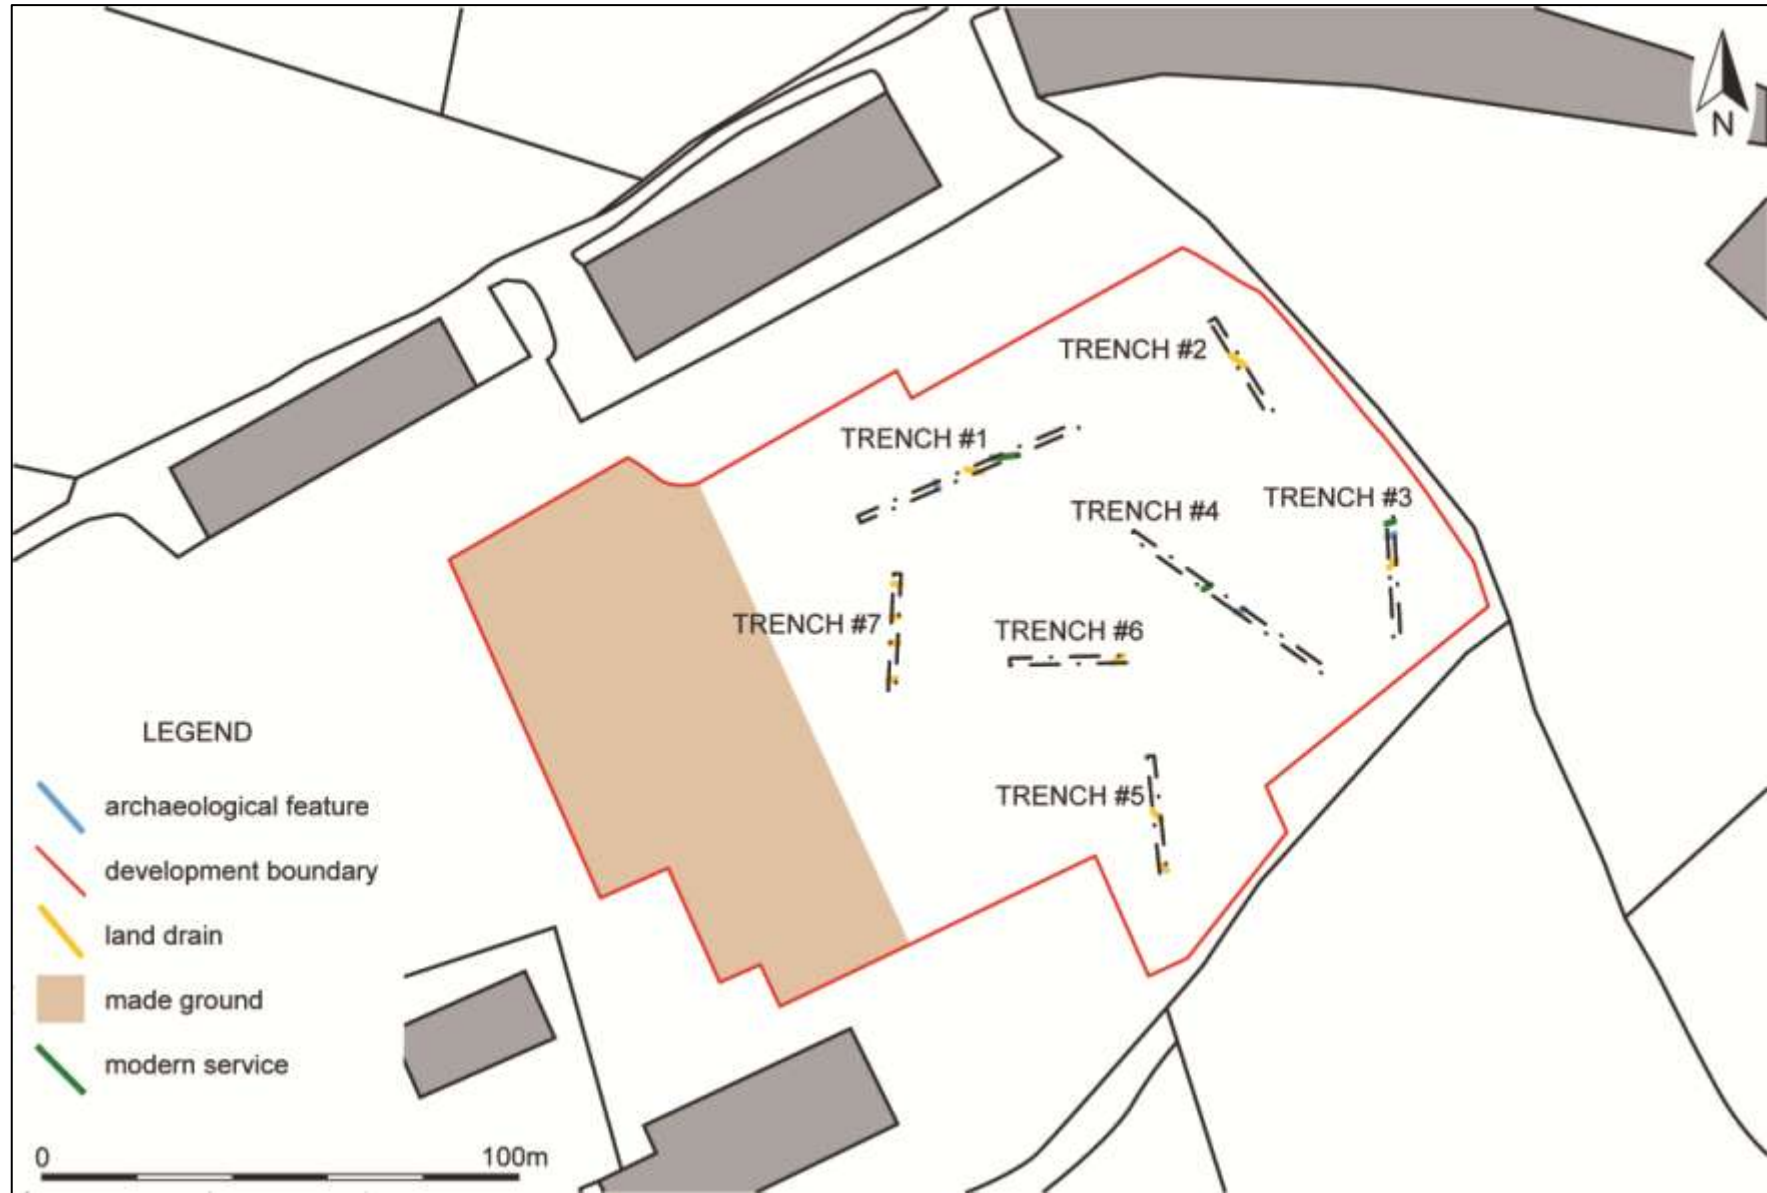 N
TRENCH #2
TRENCH #1
TRENCH #3
TRENCH #4
TRENCH #7
TRENCH #6
TRENCH #5
LEGEND
archaeological feature
development boundary
land drain
made ground
modern service
0 100m